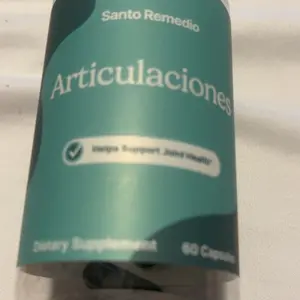 Santo Remedio
Articulaciones
Helps Support Joint Health*
Dietary Supplement
60 Capsules